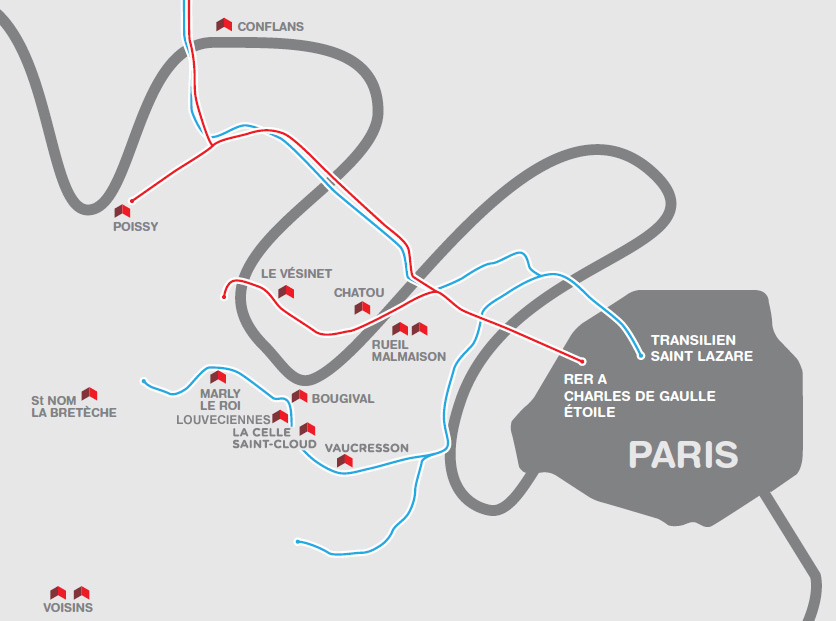 CONFLANS
POISSY
LE VÉSINET
CHATOU
RUEIL
MALMAISON
TRANSILIEN
SAINT LAZARE
RER A
CHARLES DE GAULLE
ÉTOILE
PARIS
St NOM
LA BRETÈCHE
MARLY
LE ROI
BOUGIVAL
LOUVECIENNES
LA CELLE
SAINT-CLOUD
VAUCRESSON
VOISINS